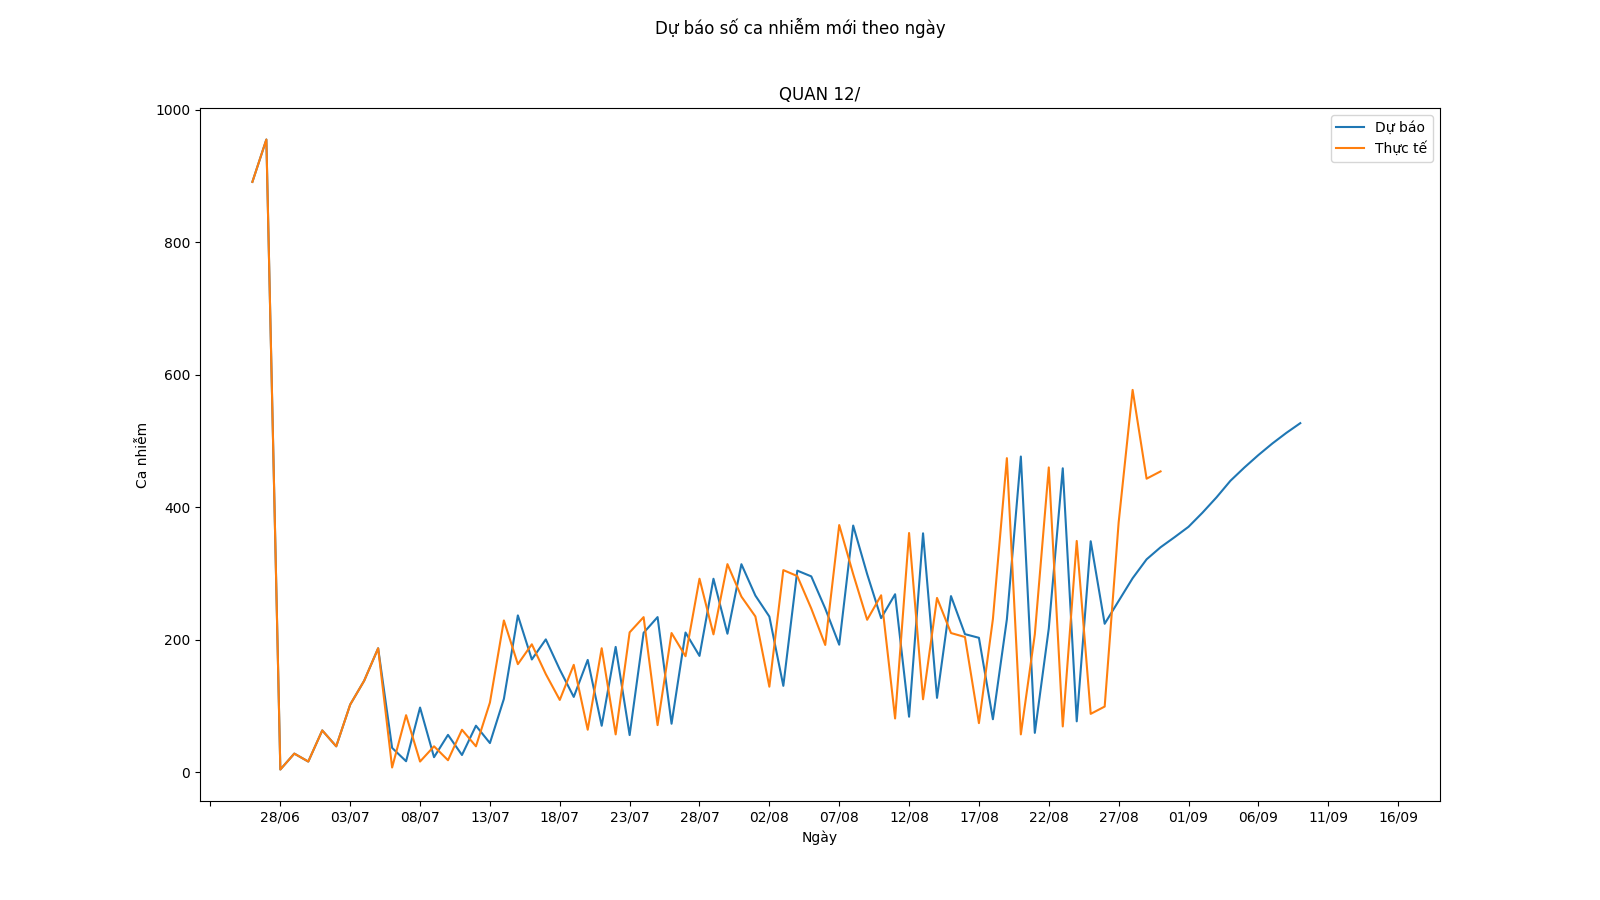 Dự báo số ca nhiễm mới theo ngày
QUAN 12/
1000
800
600
400
200
0
Ca nhiễm
Dự báo
Thực tế
28/06 03/07 08/07 13/07 18/07 23/07 28/07 02/08 07/08 12/08 17/08 22/08 27/08 01/09 06/09 11/09 16/09
Ngày